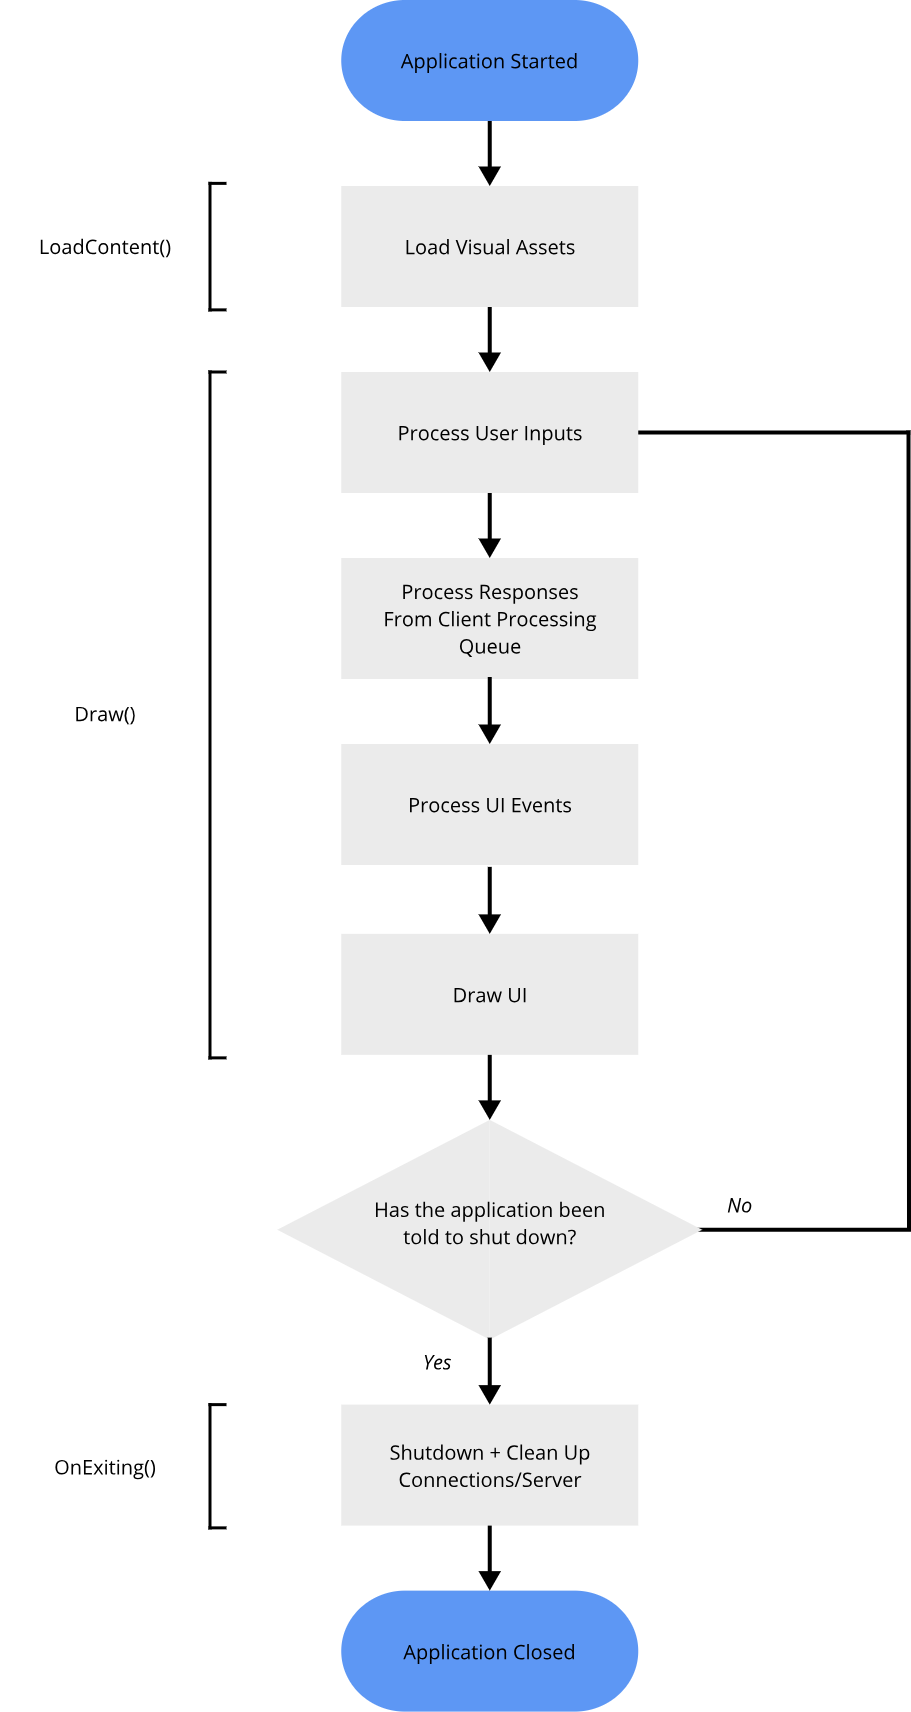 Application Started
LoadContent()
Load Visual Assets
Process User Inputs
Process Responses
From Client Processing
Queue
Draw()
Process UI Events
Draw UI
Has the application been
told to shut down?
No
Yes
Shutdown + Clean Up
Connections/Server
OnExiting()
Application Closed